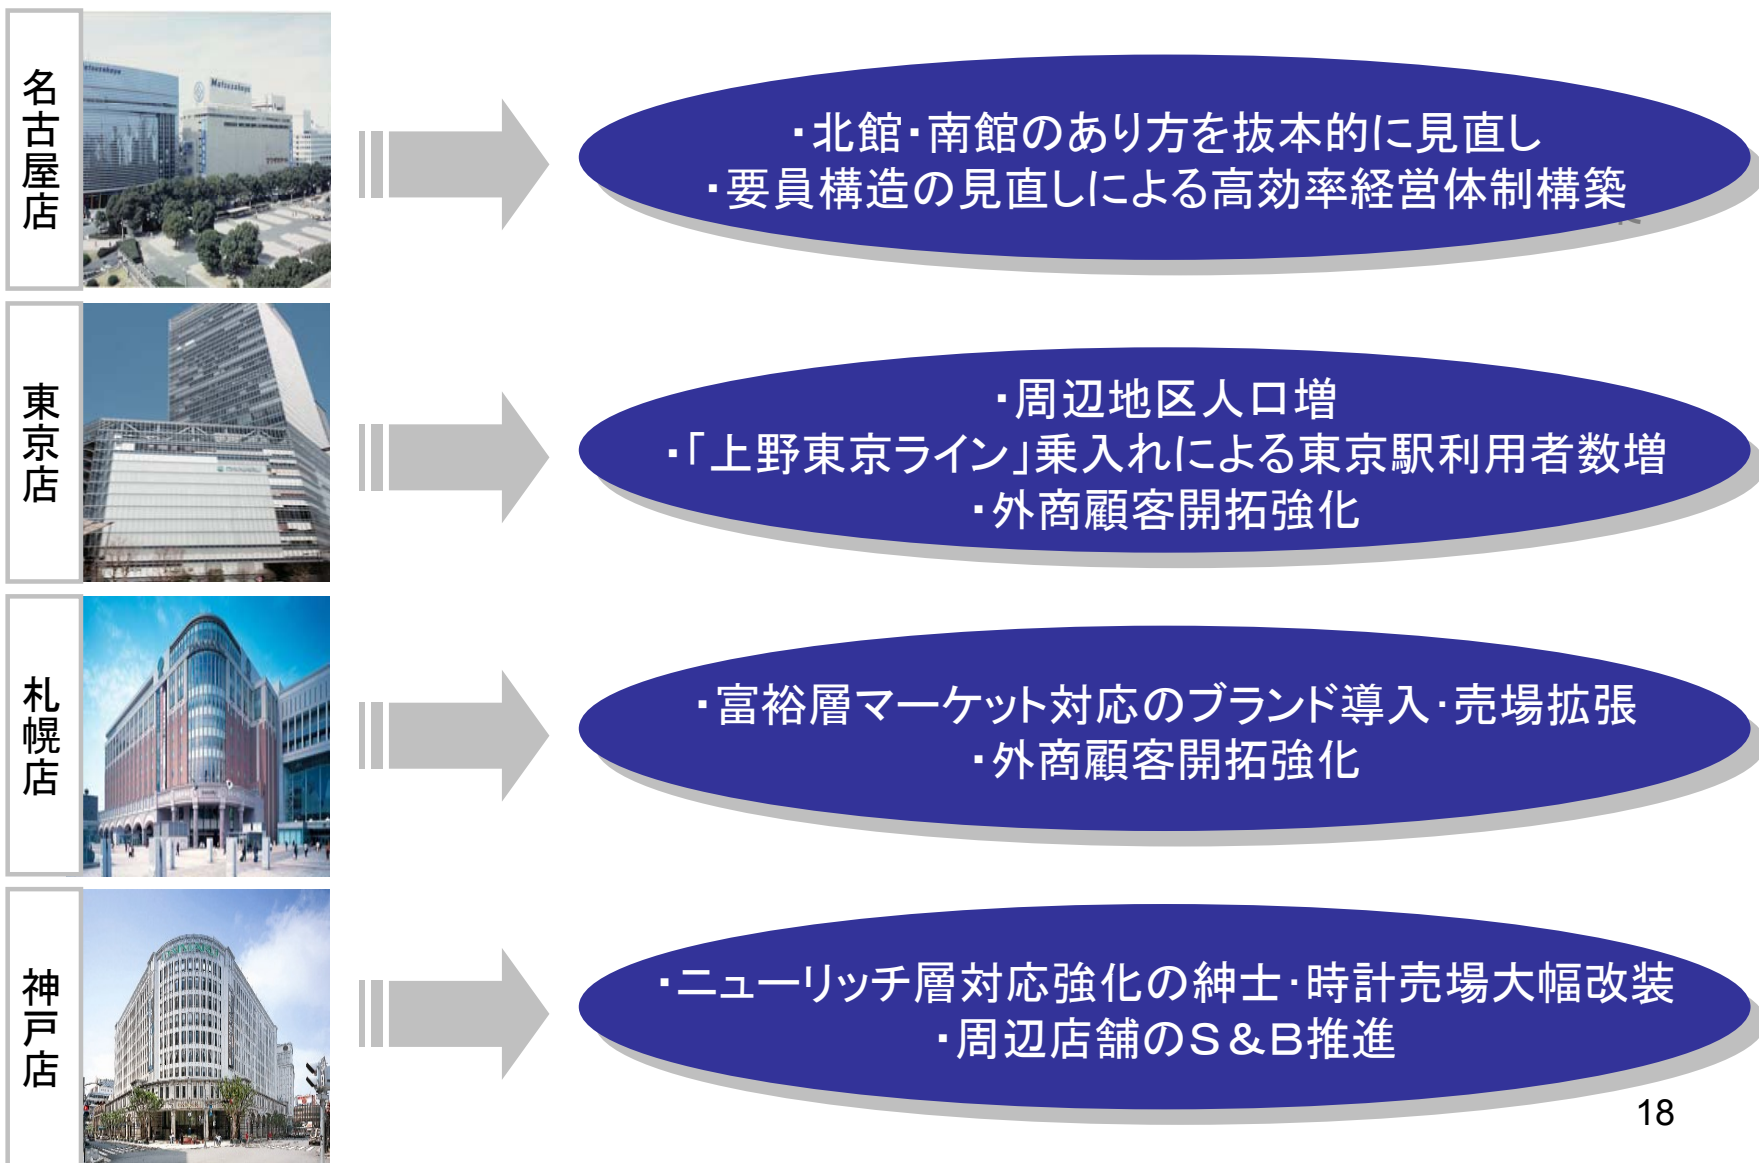 名古屋店
Matsuzakaya
・北館・南館のあり方を抜本的に見直し
・要員構造の見直しによる高効率経営体制構築
東京店
・周辺地区人口増
・「上野東京ライン」乗入れによる東京駅利用者数増
・外商顧客開拓強化
札幌店
・富裕層マーケット対応のブランド導入・売場拡張
・外商顧客開拓強化
神戸店
・ニューリッチ層対応強化の紳士・時計売場大幅改装
・周辺店舗のS&B推進
18